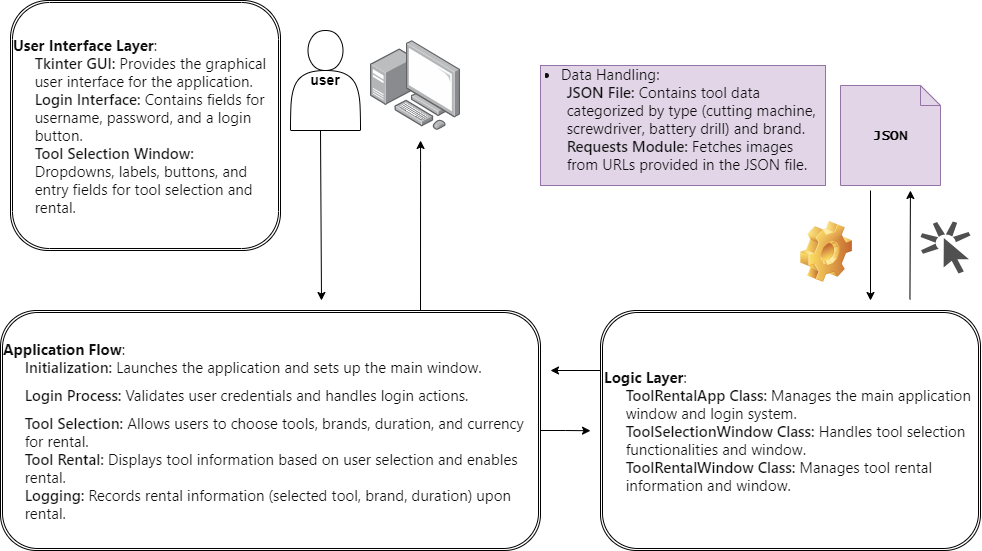 User Interface Layer:
Tkinter GUI: Provides the graphical
user interface for the application.
Login Interface: Contains fields for
username, password, and a login
button.
Tool Selection Window:
Dropdowns, labels, buttons, and
entry fields for tool selection and
rental.
user
• Data Handling:
JSON File: Contains tool data
categorized by type (cutting machine,
screwdriver, battery drill) and brand.
Requests Module: Fetches images
from URLs provided in the JSON file.
JSON
Application Flow:
Initialization: Launches the application and sets up the main window.
Login Process: Validates user credentials and handles login actions.
Tool Selection: Allows users to choose tools, brands, duration, and currency
for rental.
Tool Rental: Displays tool information based on user selection and enables
rental.
Logging: Records rental information (selected tool, brand, duration) upon
rental.
Logic Layer:
ToolRentalApp Class: Manages the main application
window and login system.
ToolSelectionWindow Class: Handles tool selection
functionalities and window.
ToolRentalWindow Class: Manages tool rental
information and window.